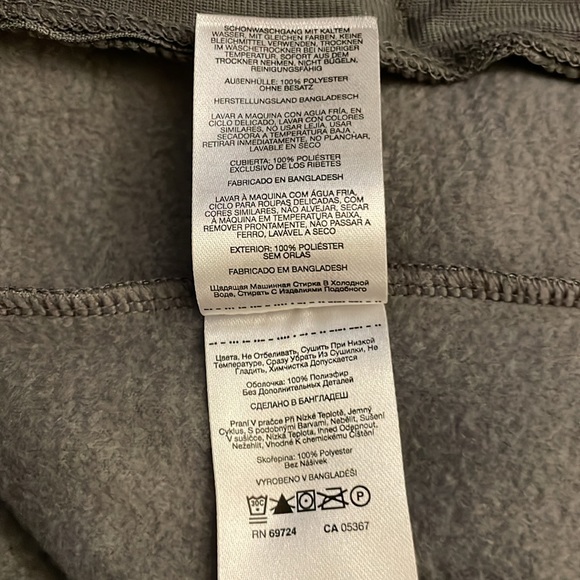 SCHONWASCHGANG MIT KALTEM
WASSER, MIT GLEICHEN FARBEN. KEINE
BLEICHMITTEL VERWENDEN, TROCKNEN
IM WÄSCHETROCKNER BEI NIEDRIGER
TEMPERATUR, SOFORT AUS DEM
TROCKNER NEHMEN, NICHT BÜGELN,
REINIGUNGSFÄHIG
AUßENHÜLLE: 100% POLYESTER
OHNE BESATZ
HERSTELLUNGSLAND BANGLADESCH
LAVAR A MAQUINA CON AGUA FRIA, EN
CICLO DELICADO, LAVAR CON COLORES
SIMILARES, NO USAR LEJIA, USAR
SECADORA A TEMPERATURA BAJA,
RETIRAR INMEDIATAMENTE, NO PLANCHAR,
LAVABLE EN SECO
CUBIERTA: 100% POLIÉSTER
EXCLUSIVO DE LOS RIBETES
FABRICADO EN BANGLADESH
LAVAR À MAQUINA COM ÁGUA FRIA,
CICLO PARA ROUPAS DELICADAS, COM
CORES SIMILARES, NÃO ALVEJAR, SECAR
À MAQUINA EM TEMPERATURA BAIXA,
REMOVER PRONTAMENTE, NÃO PASSAR A
FERRO, LAVÁVEL A SECO
EXTERIOR: 100% POLIÉSTER
SEM ORLAS
FABRICADO EM BANGLADESH
Щадящая Машинная Стирка В Холодной
Воде, Стирать С Изделиями Подобного
Цвета, Не Отбеливать, Сушить При Низкой
Температуре, Сразу Убрать Из Сушилки, Не
Гладить, Химчистка Допускается
Оболочка: 100% Полиэфир
Без Дополнительных Деталей
СДЕЛАНО В БАНГЛАДЕШ
Praní V pračce Při Nízké Teplotě, Jemný
Cyklus, S podobnými Barvami, Nebělit, Sušení
V sušičce, Nízká Teplota, Ihned Odepnout,
Nežehlit, Vhodné K chemickému Čištění
Skořepina: 100% Polyester
Bez Nášivek
VYROBENO V BANGLADÉŠI
30C
P
RN 69724 CA 05367